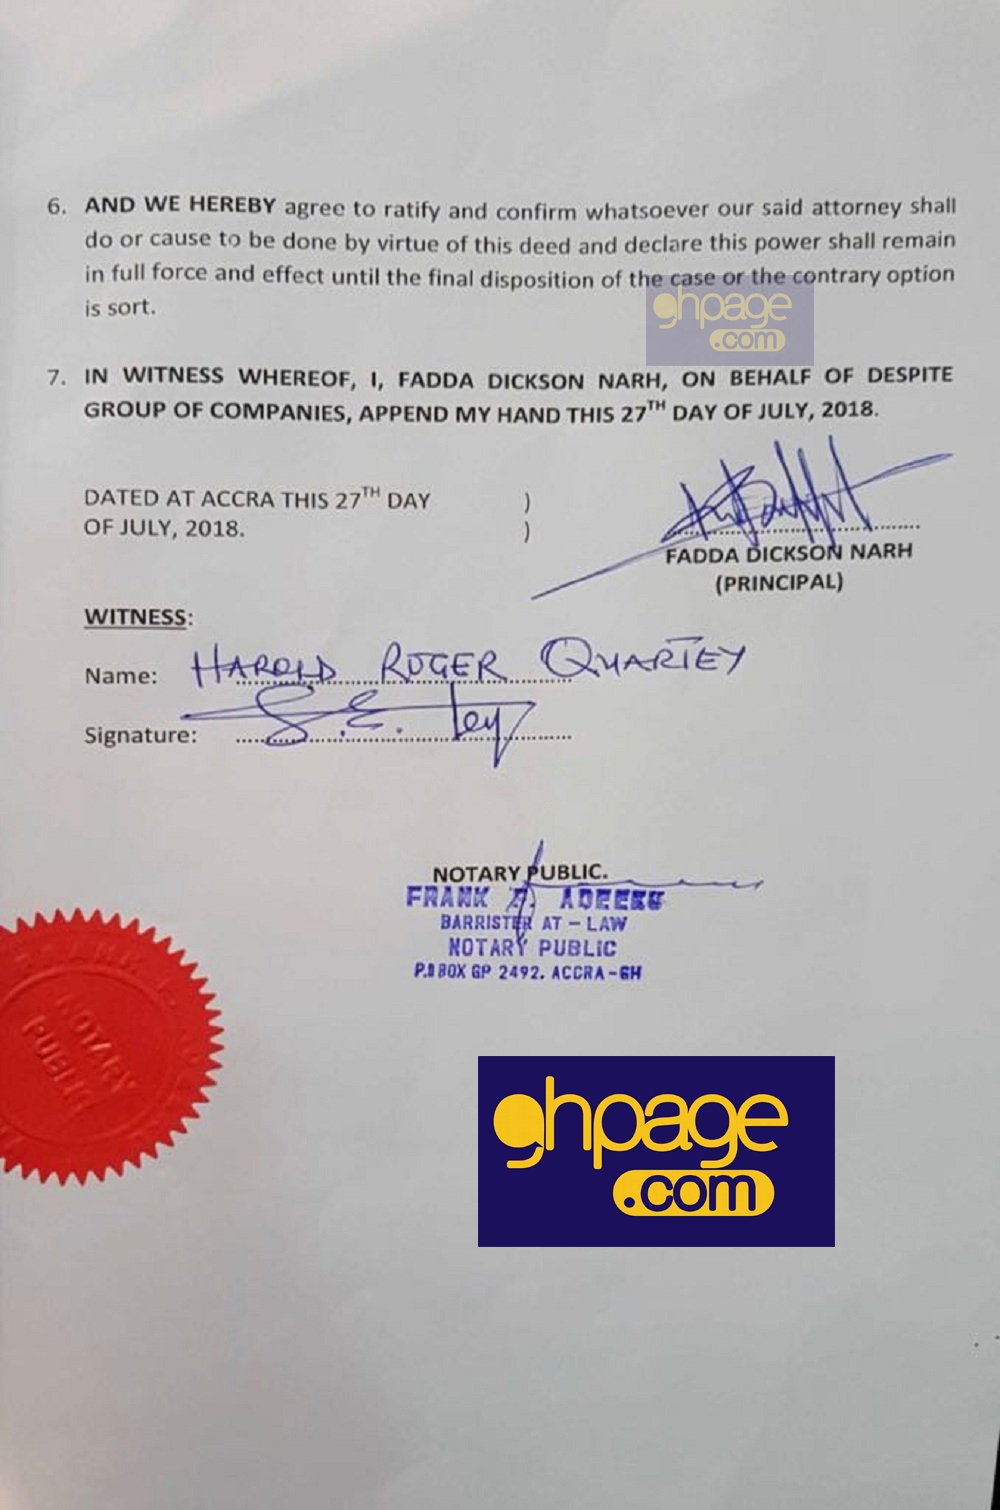 6. AND WE HEREBY agree to ratify and confirm whatsoever our said attorney shall
do or cause to be done by virtue of this deed and declare this power shall remain
in full force and effect until the final disposition of the case or the contrary option
is sort.
ghpage
.com
7. IN WITNESS WHEREOF, I, FADDA DICKSON NARH, ON BEHALF OF DESPITE
GROUP OF COMPANIES, APPEND MY HAND THIS 27TH DAY OF JULY, 2018.
DATED AT ACCRA THIS 27TH DAY )
OF JULY, 2018. )
FADDA DICKSON NARH
(PRINCIPAL)
WITNESS:
Name: HAROLD ROGER QUARTEY
Signature:
NOTARY PUBLIC.
FRANK
BARRISTER AT - LAW
NOTARY PUBLIC
P.O BOX GP 2492. ACCRA-GH
NOTARY
PUBLIC
ghpage
.com